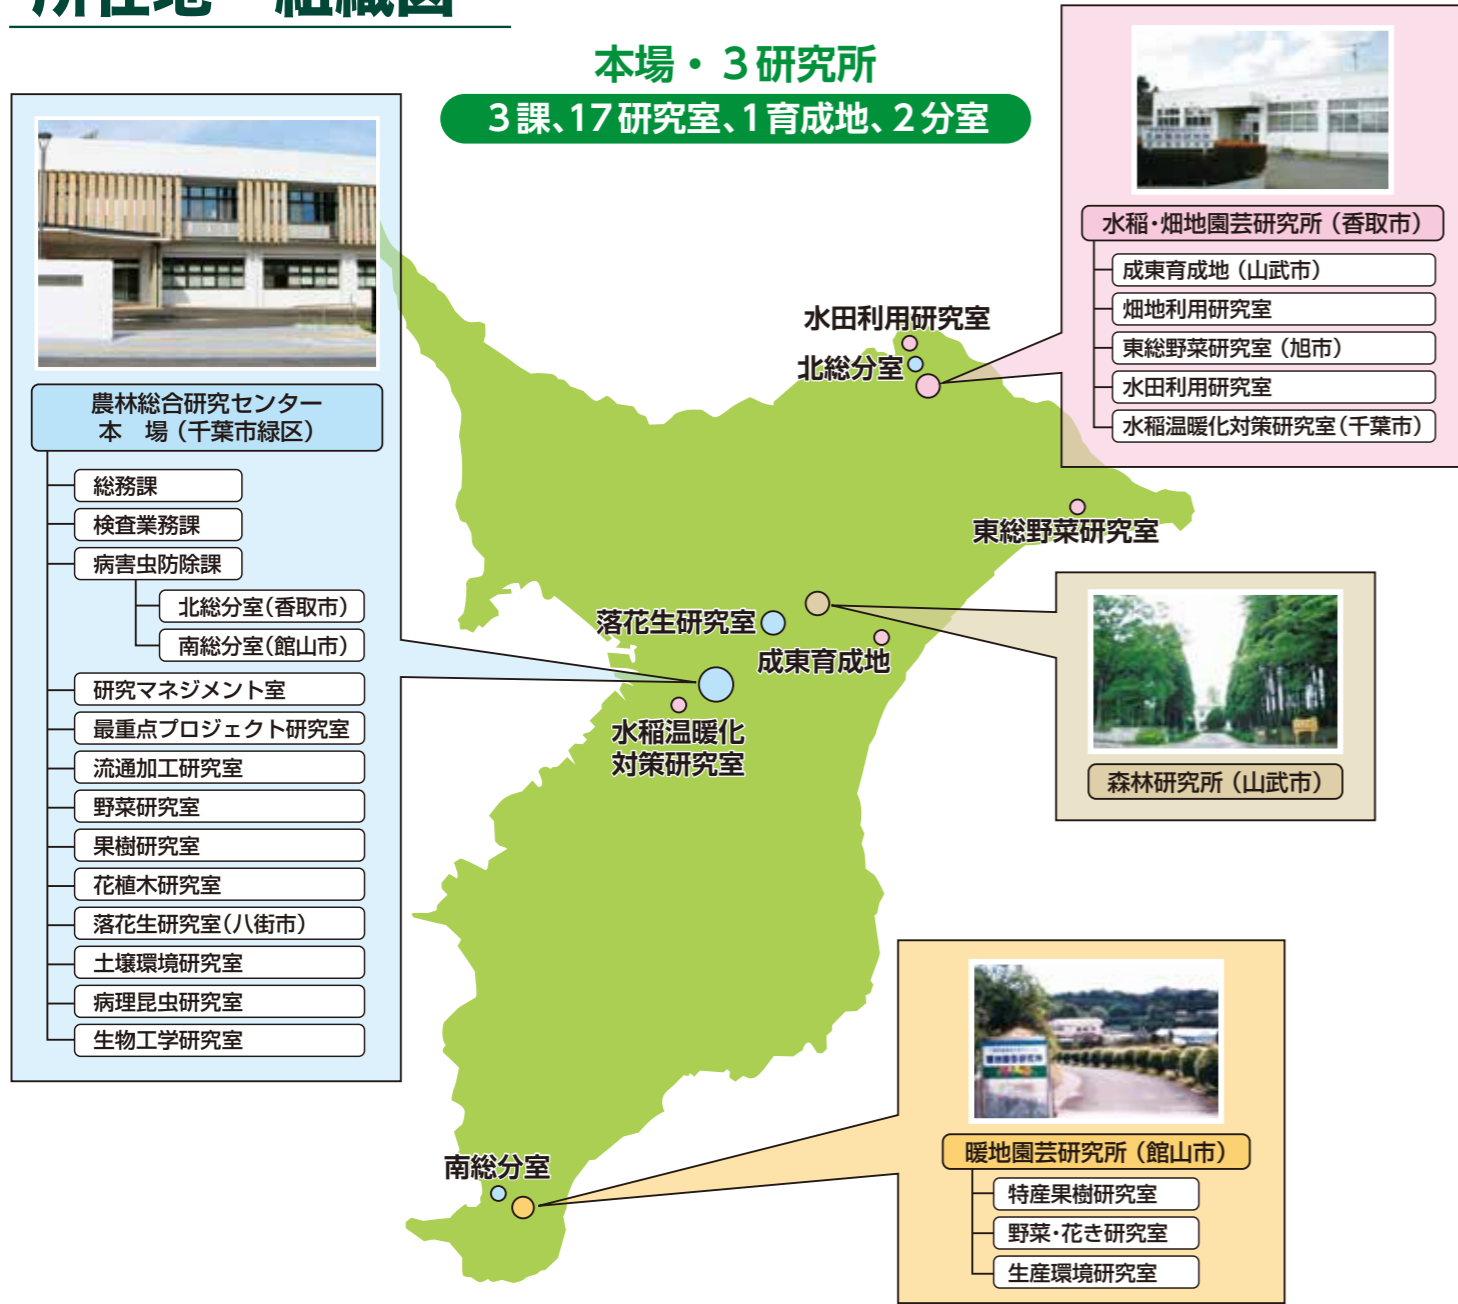 所在地 組織図
本場・３研究所
３課、17研究室、１育成地、２分室
農林総合研究センター
本　場（千葉市緑区）
総務課
検査業務課
病害虫防除課
北総分室（香取市）
南総分室（館山市）
研究マネジメント室
最重点プロジェクト研究室
流通加工研究室
野菜研究室
果樹研究室
花植木研究室
落花生研究室（八街市）
土壌環境研究室
病理昆虫研究室
生物工学研究室
水稲・畑地園芸研究所（香取市）
成東育成地（山武市）
畑地利用研究室
東総野菜研究室（旭市）
水田利用研究室
水稲温暖化対策研究室（千葉市）
水田利用研究室
北総分室
東総野菜研究室
落花生研究室
成東育成地
水稲温暖化
対策研究室
南総分室
森林研究所（山武市）
暖地園芸研究所（館山市）
特産果樹研究室
野菜・花き研究室
生産環境研究室